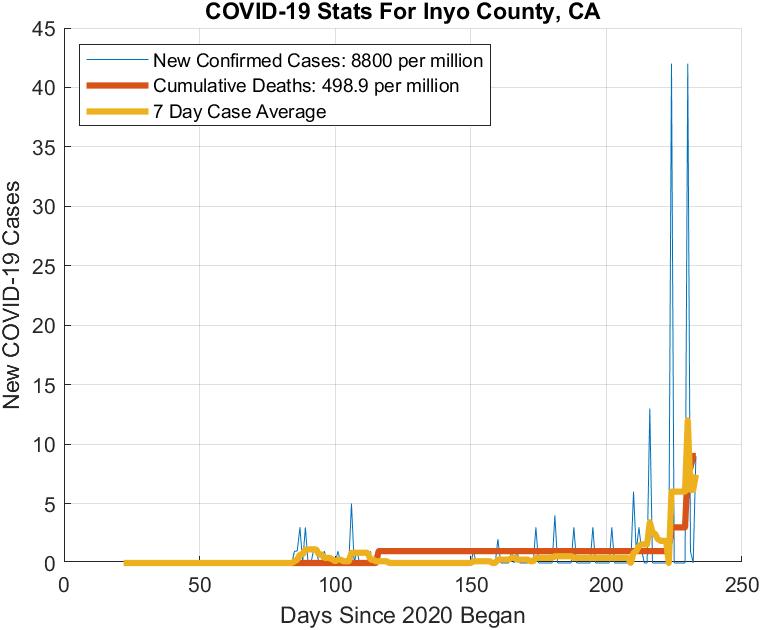 COVID-19 Stats For Inyo County, CA
New Confirmed Cases: 8800 per million
Cumulative Deaths: 498.9 per million
7 Day Case Average
New COVID-19 Cases
45
40
35
30
25
20
15
10
5
0
0 50 100 150 200 250
Days Since 2020 Began